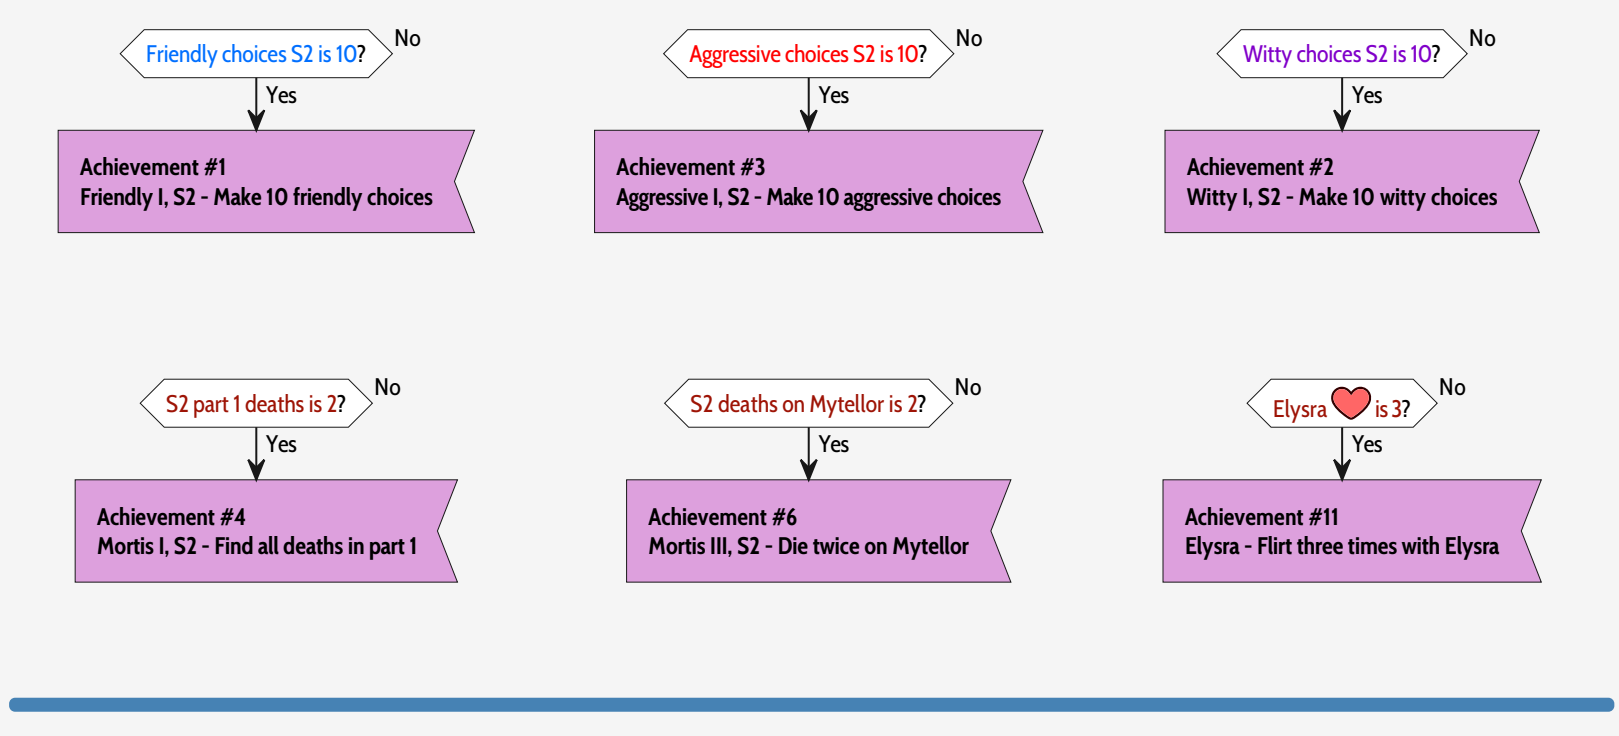 Friendly choices S2 is 10?
No
Yes
Achievement #1
Friendly I, S2 - Make 10 friendly choices
Aggressive choices S2 is 10?
No
Yes
Achievement #3
Aggressive I, S2 - Make 10 aggressive choices
Witty choices S2 is 10?
No
Yes
Achievement #2
Witty I, S2 - Make 10 witty choices
S2 part 1 deaths is 2?
No
Yes
Achievement #4
Mortis I, S2 - Find all deaths in part 1
S2 deaths on Mytellor is 2?
No
Yes
Achievement #6
Mortis III, S2 - Die twice on Mytellor
Elysra is 3?
No
Yes
Achievement #11
Elysra - Flirt three times with Elysra